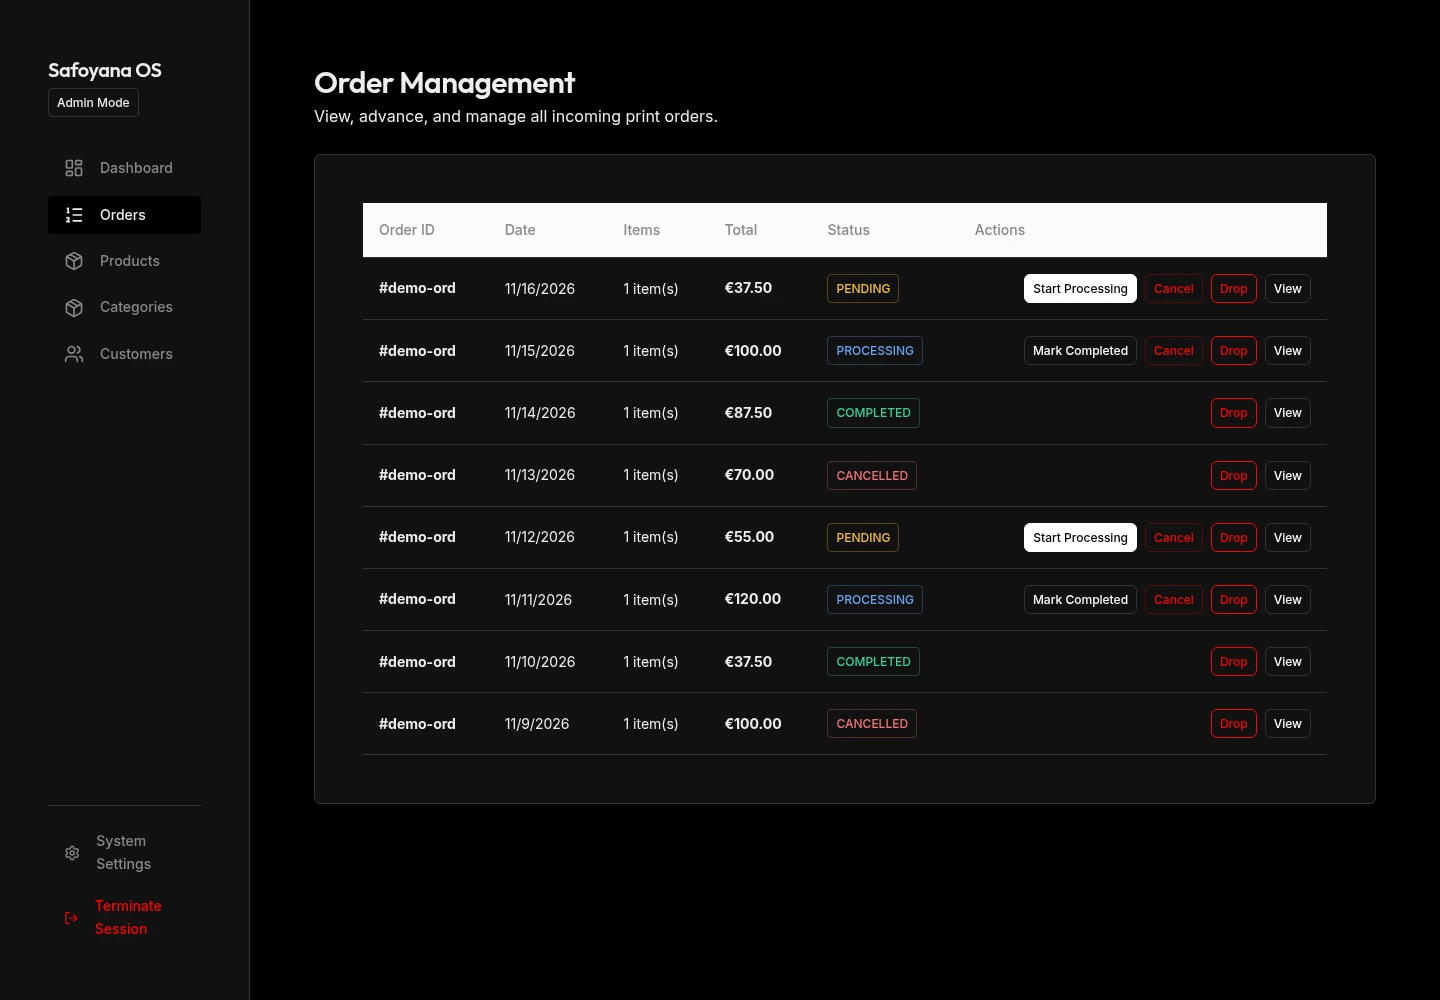 Safoyana OS
Admin Mode
Dashboard
Orders
Products
Categories
Customers
System
Settings
Terminate
Session
Order Management
View, advance, and manage all incoming print orders.
Order ID Date Items Total Status Actions
#demo-ord 11/16/2026 1 item(s) €37.50 PENDING Start Processing Cancel Drop View
#demo-ord 11/15/2026 1 item(s) €100.00 PROCESSING Mark Completed Cancel Drop View
#demo-ord 11/14/2026 1 item(s) €87.50 COMPLETED Drop View
#demo-ord 11/13/2026 1 item(s) €70.00 CANCELLED Drop View
#demo-ord 11/12/2026 1 item(s) €55.00 PENDING Start Processing Cancel Drop View
#demo-ord 11/11/2026 1 item(s) €120.00 PROCESSING Mark Completed Cancel Drop View
#demo-ord 11/10/2026 1 item(s) €37.50 COMPLETED Drop View
#demo-ord 11/9/2026 1 item(s) €100.00 CANCELLED Drop View